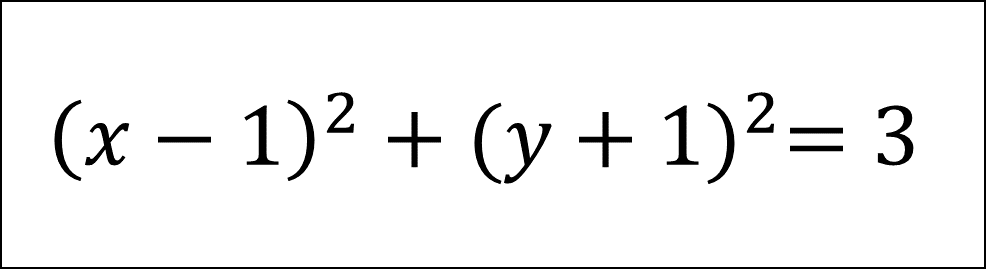 (x − 1)² + (y + 1)² = 3